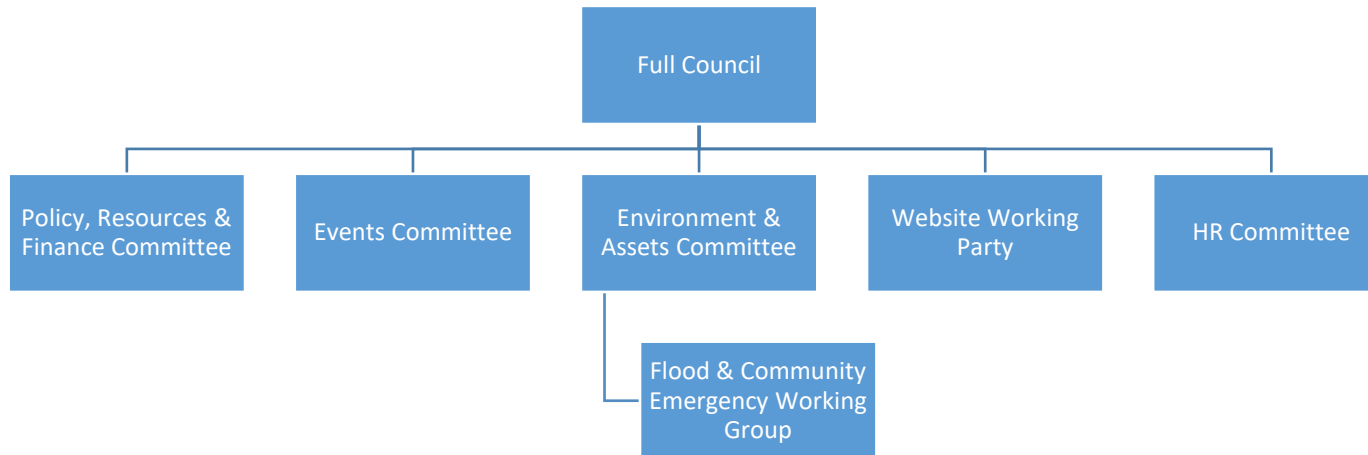 Full Council
Policy, Resources &
Finance Committee
Events Committee
Environment &
Assets Committee
Website Working
Party
HR Committee
Flood & Community
Emergency Working
Group